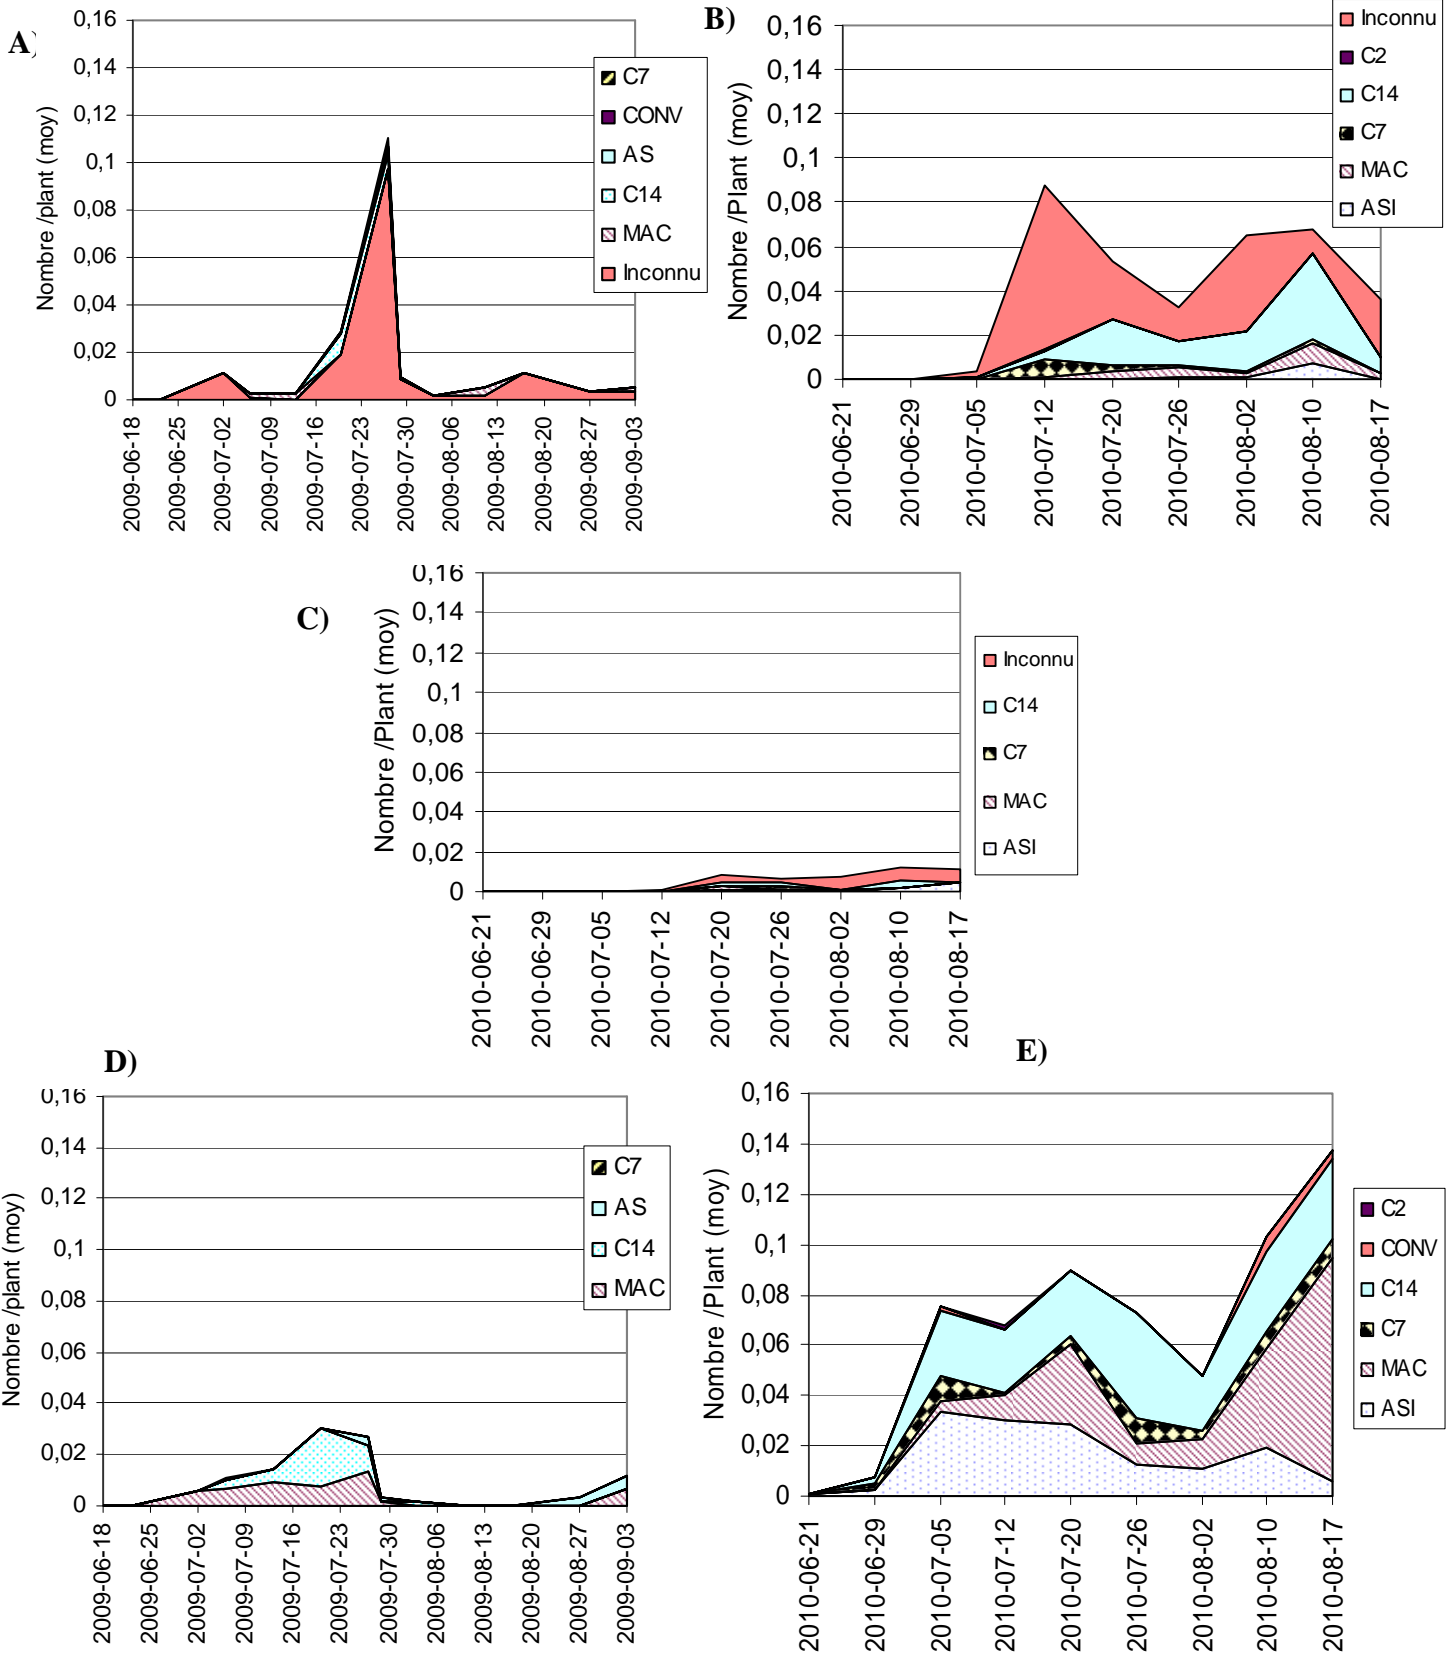 A)
Nombre /plant (moy)
0,16
0,14
0,12
0,1
0,08
0,06
0,04
0,02
0
2009-06-18
2009-06-25
2009-07-02
2009-07-09
2009-07-16
2009-07-23
2009-07-30
2009-08-06
2009-08-13
2009-08-20
2009-08-27
2009-09-03
C7
CONV
AS
C14
MAC
Inconnu
B)
Nombre /Plant (moy)
0,16
0,14
0,12
0,1
0,08
0,06
0,04
0,02
0
2010-06-21
2010-06-29
2010-07-05
2010-07-12
2010-07-20
2010-07-26
2010-08-02
2010-08-10
2010-08-17
Inconnu
C2
C14
C7
MAC
ASI
C)
Nombre /Plant (moy)
0,16
0,14
0,12
0,1
0,08
0,06
0,04
0,02
0
2010-06-21
2010-06-29
2010-07-05
2010-07-12
2010-07-20
2010-07-26
2010-08-02
2010-08-10
2010-08-17
Inconnu
C14
C7
MAC
ASI
D)
Nombre /plant (moy)
0,16
0,14
0,12
0,1
0,08
0,06
0,04
0,02
0
2009-06-18
2009-06-25
2009-07-02
2009-07-09
2009-07-16
2009-07-23
2009-07-30
2009-08-06
2009-08-13
2009-08-20
2009-08-27
2009-09-03
C7
AS
C14
MAC
E)
Nombre /Plant (moy)
0,16
0,14
0,12
0,1
0,08
0,06
0,04
0,02
0
2010-06-21
2010-06-29
2010-07-05
2010-07-12
2010-07-20
2010-07-26
2010-08-02
2010-08-10
2010-08-17
C2
CONV
C14
C7
MAC
ASI